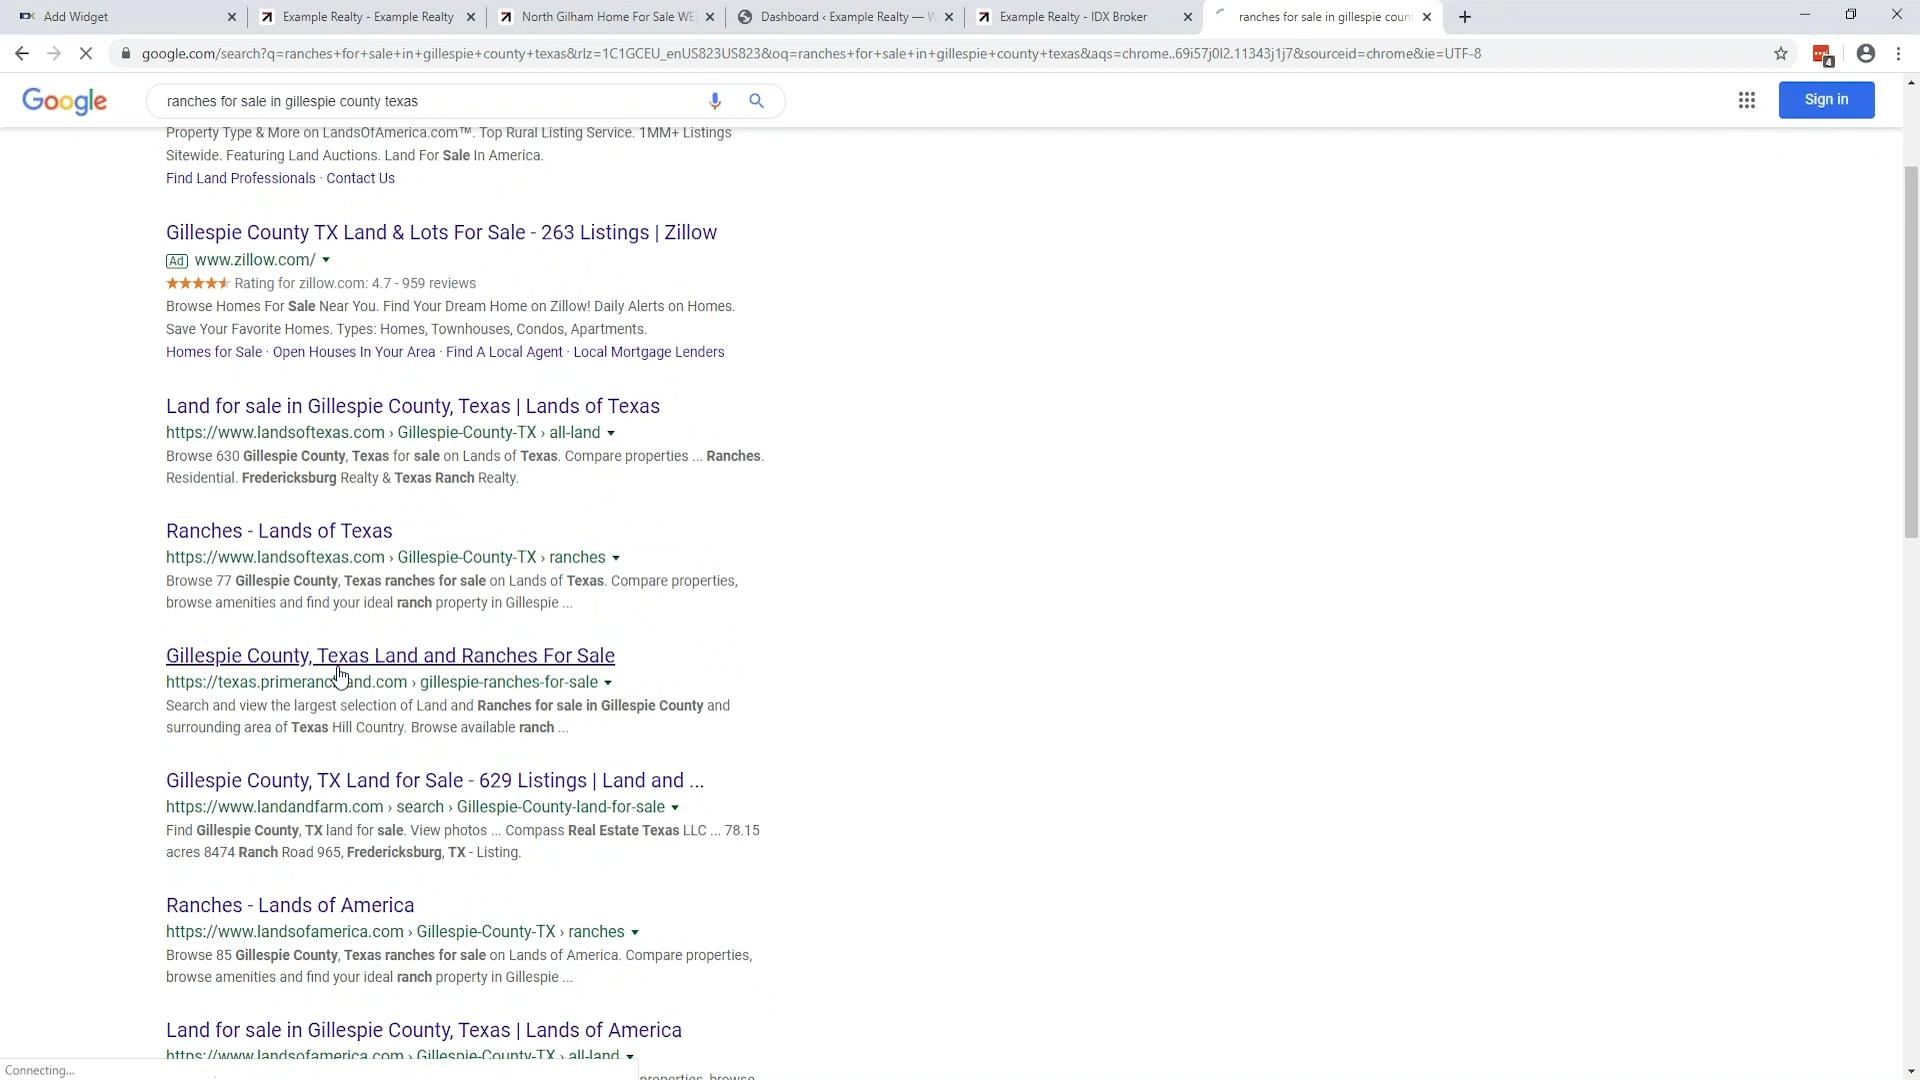 Add Widget
Example Realty - Example Realty
North Gilham Home For Sale WE
Dashboard ‹ Example Realty — W
Example Realty - IDX Broker
ranches for sale in gillespie coun
google.com/search?q=ranches+for+sale+in+gillespie+county+texas&rlz=1C1GCEU_enUS823US823&oq=ranches+for+sale+in+gillespie+county+texas&aqs=chrome..69i57j0l2.11343j1j7&sourceid=chrome&ie=UTF-8
4
Google
ranches for sale in gillespie county texas
Sign in
Property Type & More on LandsOfAmerica.com™. Top Rural Listing Service. 1MM+ Listings
Sitewide. Featuring Land Auctions. Land For Sale In America.
Find Land Professionals · Contact Us
Gillespie County TX Land & Lots For Sale - 263 Listings | Zillow
Ad www.zillow.com/
Rating for zillow.com: 4.7 - 959 reviews
Browse Homes For Sale Near You. Find Your Dream Home on Zillow! Daily Alerts on Homes.
Save Your Favorite Homes. Types: Homes, Townhouses, Condos, Apartments.
Homes for Sale · Open Houses In Your Area · Find A Local Agent · Local Mortgage Lenders
Land for sale in Gillespie County, Texas | Lands of Texas
https://www.landsoftexas.com › Gillespie-County-TX › all-land
Browse 630 Gillespie County, Texas for sale on Lands of Texas. Compare properties ... Ranches.
Residential. Fredericksburg Realty & Texas Ranch Realty.
Ranches - Lands of Texas
https://www.landsoftexas.com › Gillespie-County-TX › ranches
Browse 77 Gillespie County, Texas ranches for sale on Lands of Texas. Compare properties,
browse amenities and find your ideal ranch property in Gillespie ...
Gillespie County, Texas Land and Ranches For Sale
› gillespie-ranches-for-sale
Search and view the largest selection of Land and Ranches for sale in Gillespie County and
surrounding area of Texas Hill Country. Browse available ranch ...
Gillespie County, TX Land for Sale - 629 Listings | Land and ...
https://www.landandfarm.com › search › Gillespie-County-land-for-sale
Find Gillespie County, TX land for sale. View photos ... Compass Real Estate Texas LLC ... 78.15
acres 8474 Ranch Road 965, Fredericksburg, TX - Listing.
Ranches - Lands of America
https://www.landsofamerica.com › Gillespie-County-TX › ranches
Browse 85 Gillespie County, Texas ranches for sale on Lands of America. Compare properties,
browse amenities and find your ideal ranch property in Gillespie ...
Land for sale in Gillespie County, Texas | Lands of America
https://www.landsofamerica.com › Gillespie-County-TX › all-land
properties, browse
Connecting...